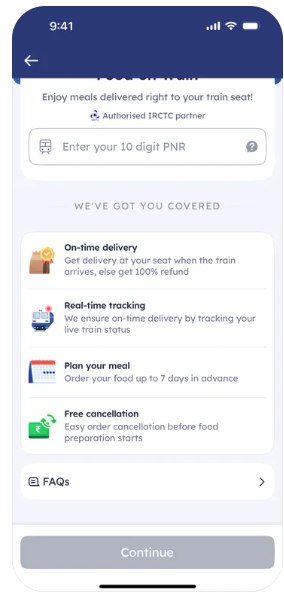 9:41
Food on Train
Enjoy meals delivered right to your train seat!
Authorised IRCTC partner
Enter your 10 digit PNR
?
WE'VE GOT YOU COVERED
On-time delivery
Get delivery at your seat when the train
arrives, else get 100% refund
Real-time tracking
We ensure on-time delivery by tracking your
live train status
Plan your meal
Order your food up to 7 days in advance
₹
Free cancellation
Easy order cancellation before food
preparation starts
FAQs
Continue